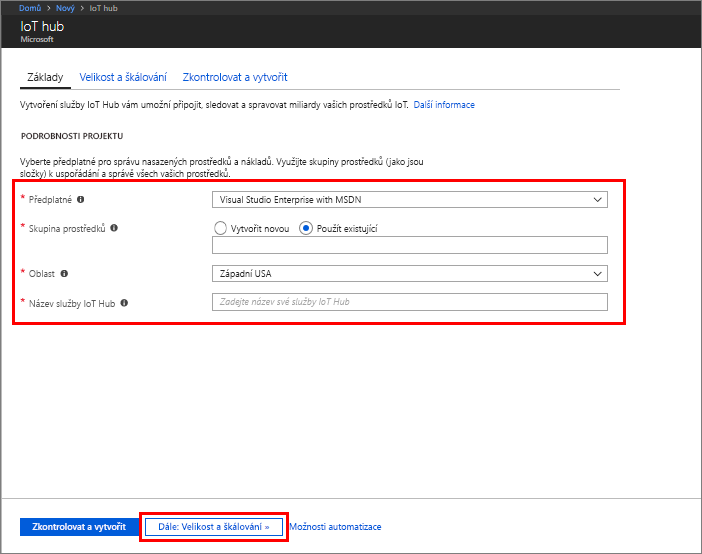 Domů > Nový > IoT hub
IoT hub
Microsoft
Základy Velikost a škálování Zkontrolovat a vytvořit
Vytvoření služby IoT Hub vám umožní připojit, sledovat a spravovat miliardy vašich prostředků IoT. Další informace
PODROBNOSTI PROJEKTU
Vyberte předplatné pro správu nasazených prostředků a nákladů. Využijte skupiny prostředků (jako jsou
složky) k uspořádání a správě všech vašich prostředků.
* Předplatné Visual Studio Enterprise with MSDN
* Skupina prostředků Vytvořit novou Použít existující
* Oblast Západní USA
* Název služby IoT Hub Zadejte název své služby IoT Hub
Zkontrolovat a vytvořit Dále: Velikost a škálování » Možnosti automatizace